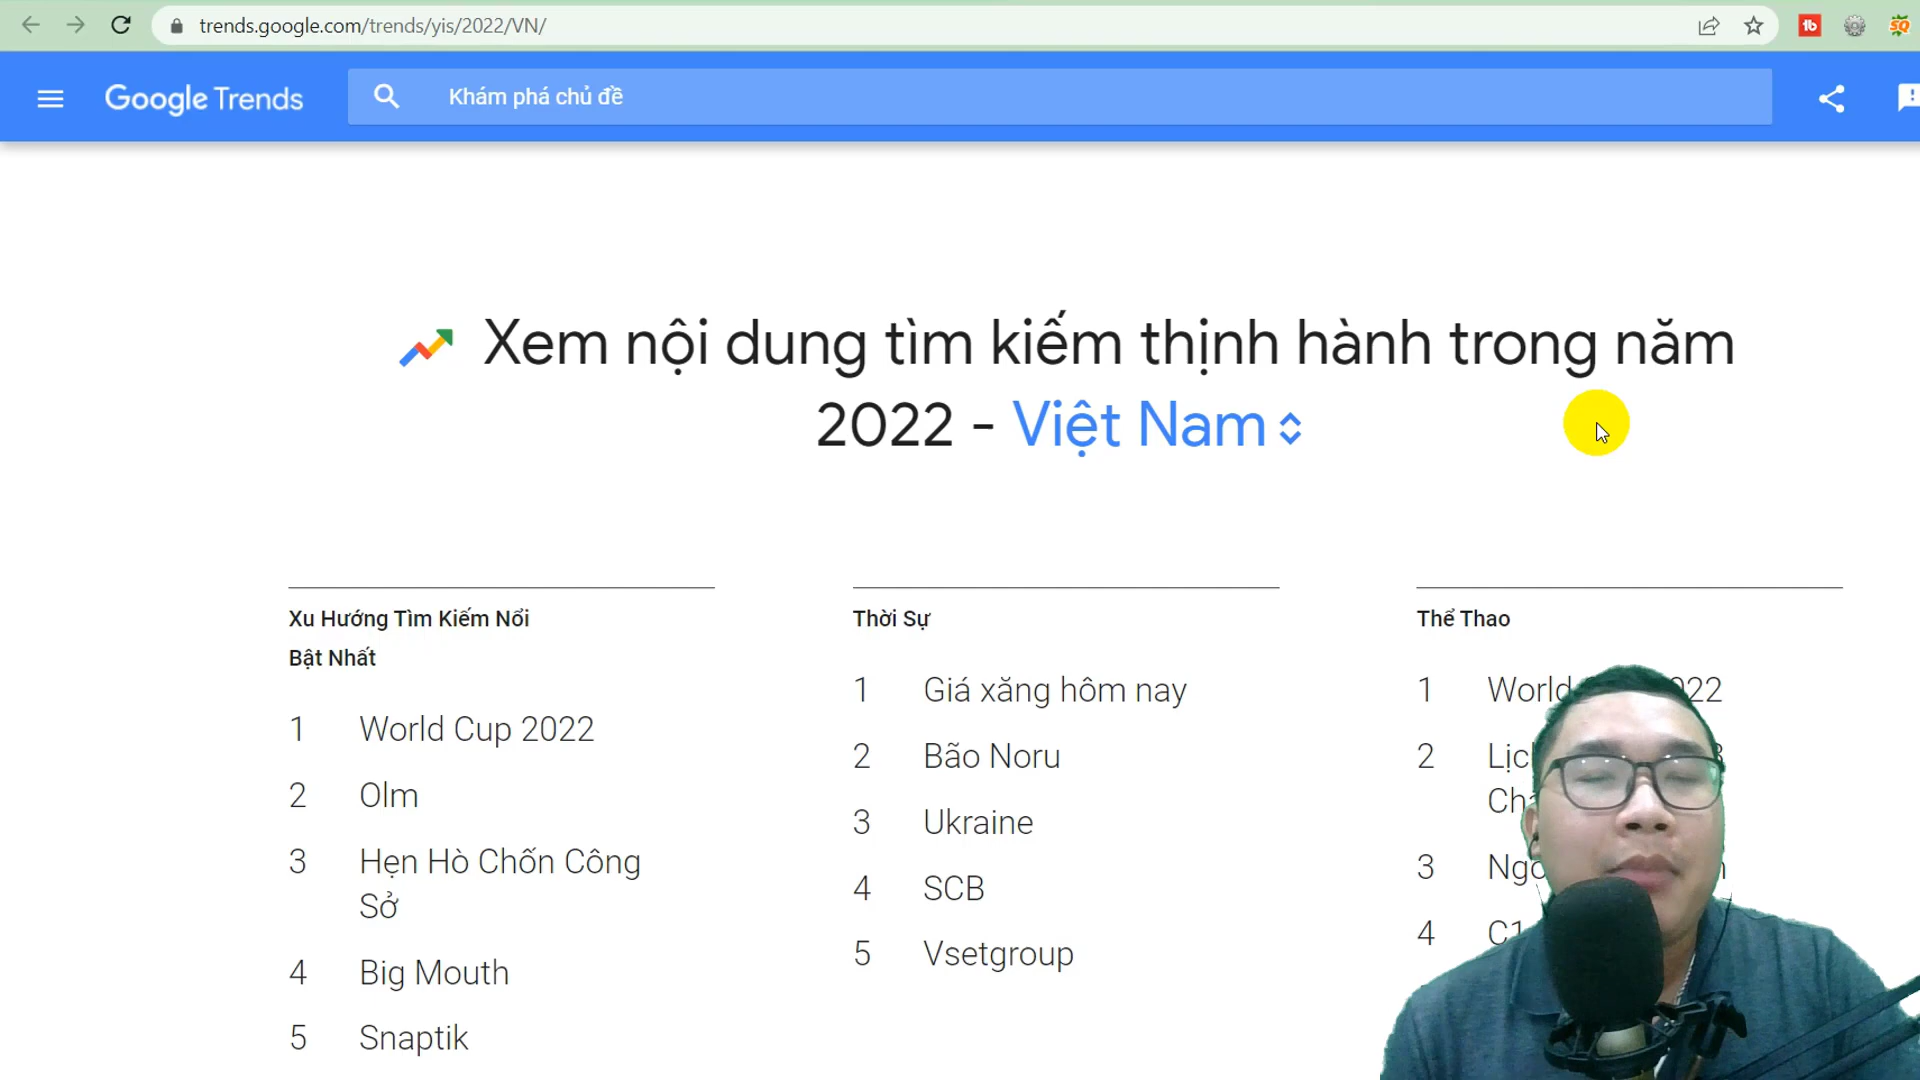 trends.google.com/trends/yis/2022/VN/
Google Trends
Khám phá chủ đề
Xem nội dung tìm kiếm thịnh hành trong năm
2022 - Việt Nam
Xu Hướng Tìm Kiếm Nổi
Bật Nhất
1 World Cup 2022
2 Olm
3 Hẹn Hò Chốn Công
Sở
4 Big Mouth
5 Snaptik
Thời Sự
1 Giá xăng hôm nay
2 Bão Noru
3 Ukraine
4 SCB
5 Vsetgroup
Thể Thao
1 World
2
3
4 C1